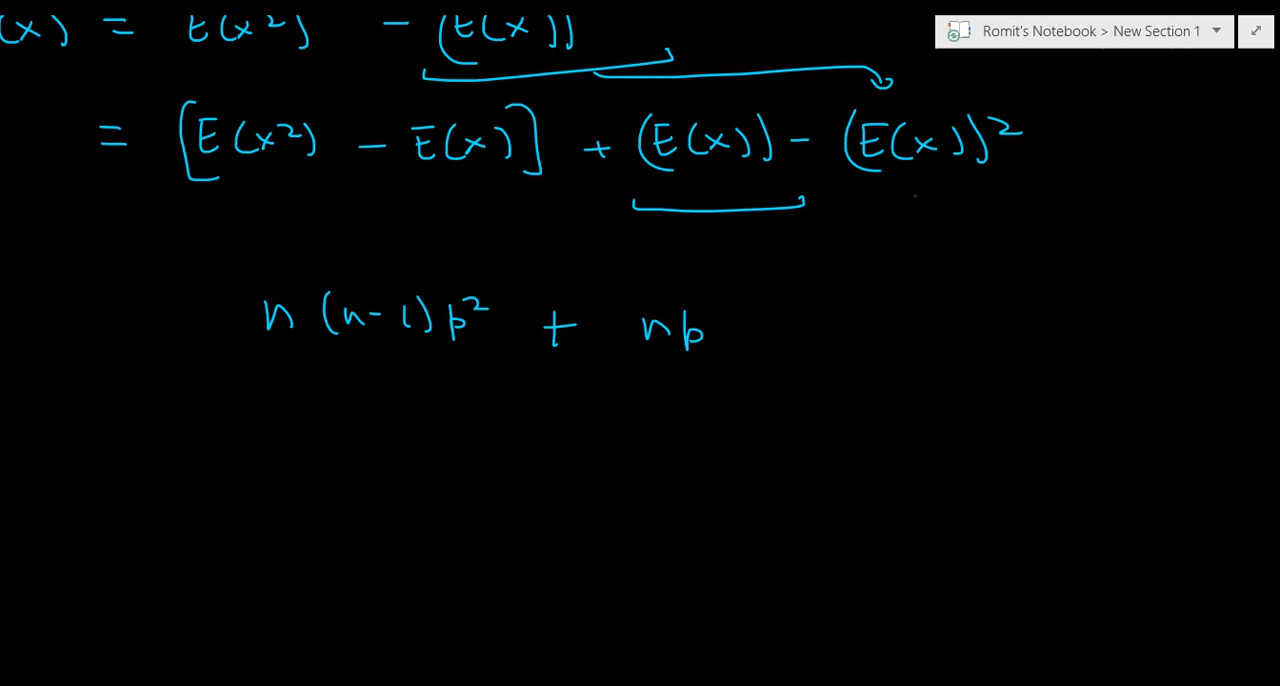 (x) = E(x²) - (E(x))
Romit's Notebook > New Section 1
= [E(x²) - E(x)] + (E(x)) - (E(x))²
n(n-1)p² + np